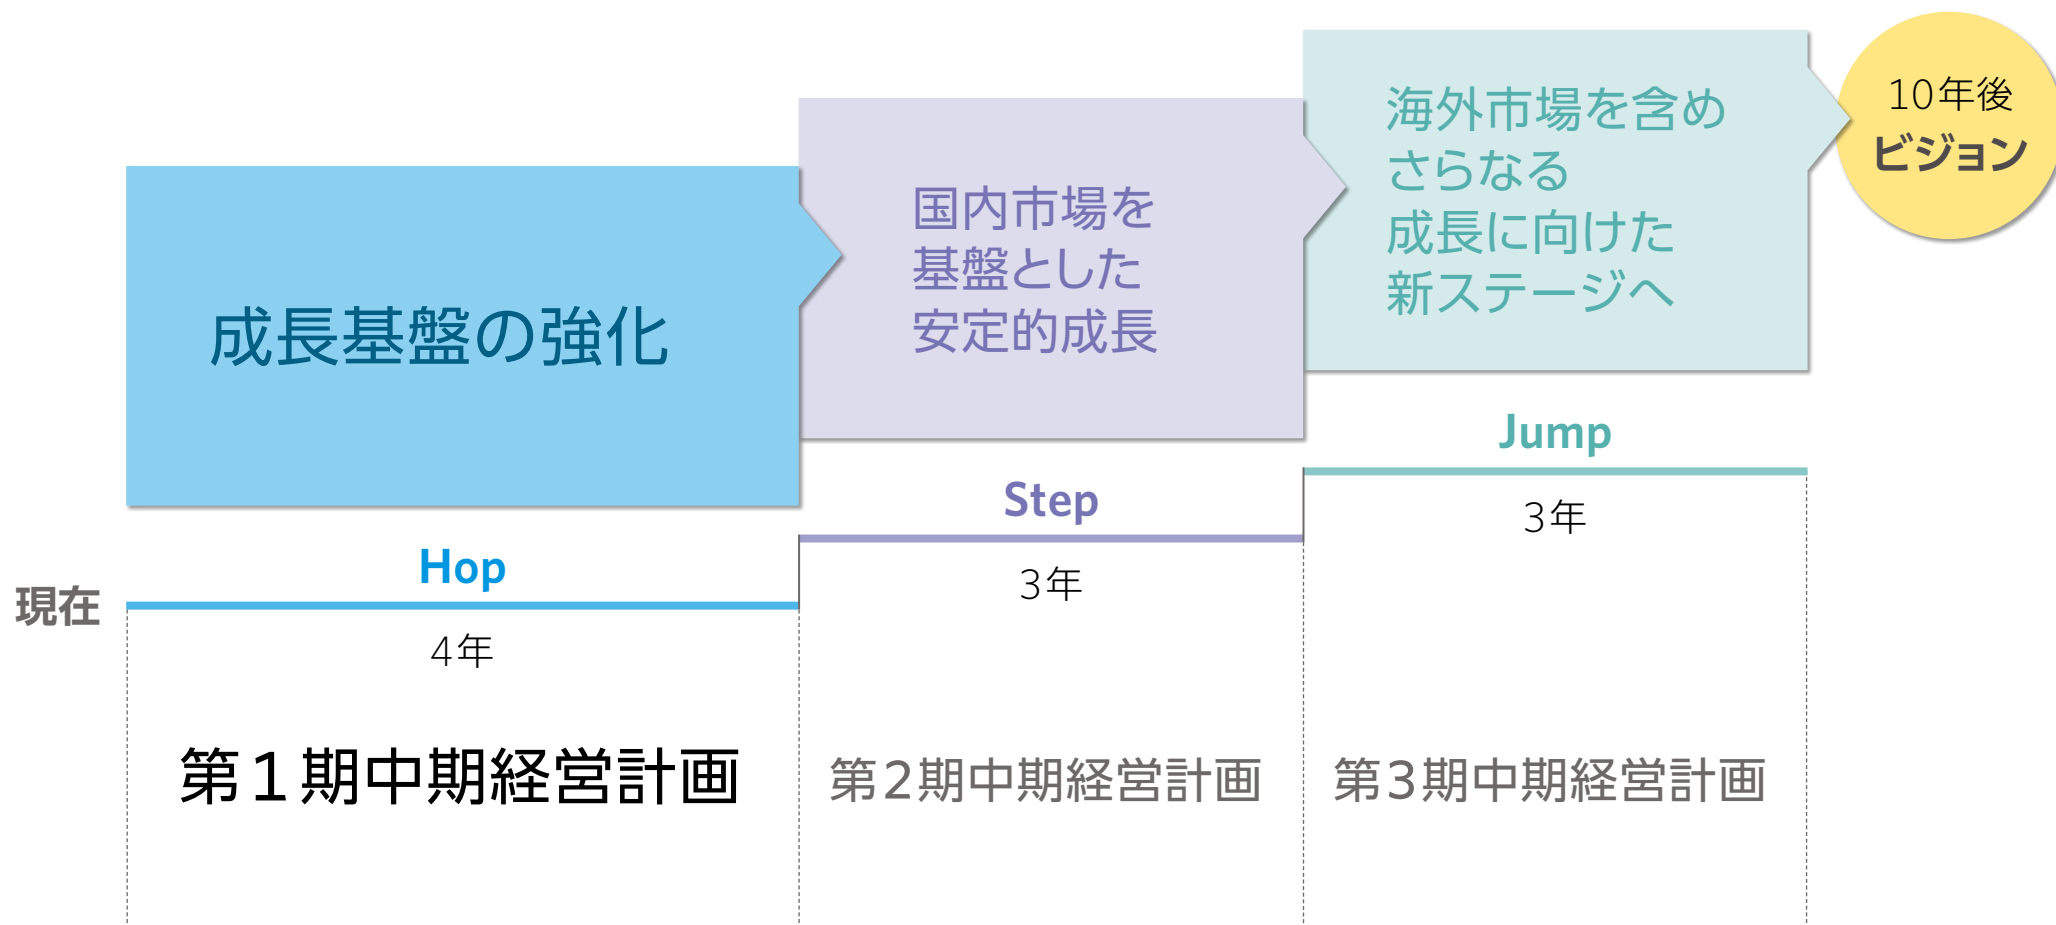 10年後
ビジョン
海外市場を含め
さらなる
成長に向けた
新ステージへ
国内市場を
基盤とした
安定的成長
成長基盤の強化
Jump
Step
Hop
3年
3年
4年
現在
第1期中期経営計画
第2期中期経営計画
第3期中期経営計画